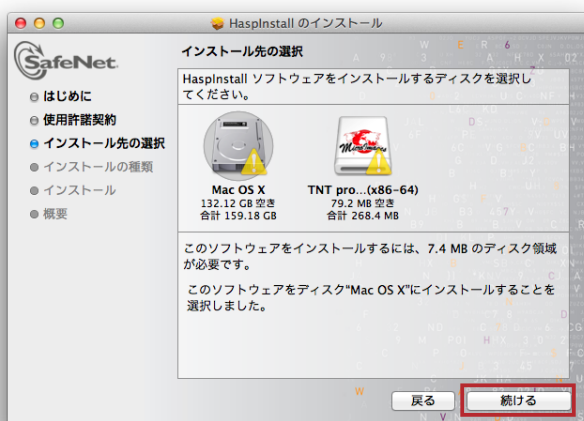 HaspInstall のインストール
SafeNet.
はじめに
使用許諾契約
インストール先の選択
インストールの種類
インストール
概要
インストール先の選択
HaspInstall ソフトウェアをインストールするディスクを選択し
てください。
MicroImages
Mac OS X
132.12 GB 空き
合計 159.18 GB
TNT pro...(x86-64)
79.2 MB 空き
合計 268.4 MB
このソフトウェアをインストールするには、7.4 MB のディスク領域
が必要です。
このソフトウェアをディスク“Mac OS X”にインストールすることを
選択しました。
戻る
続ける